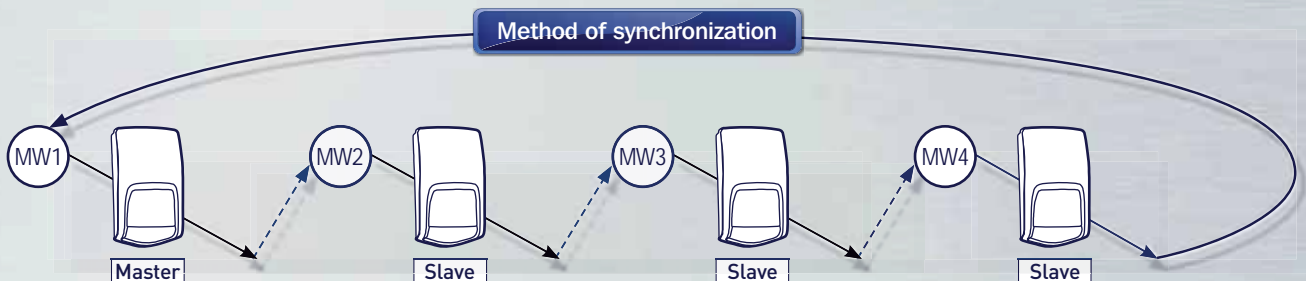 Method of synchronization
MW1
MW2
MW3
MW4
Master
Slave
Slave
Slave